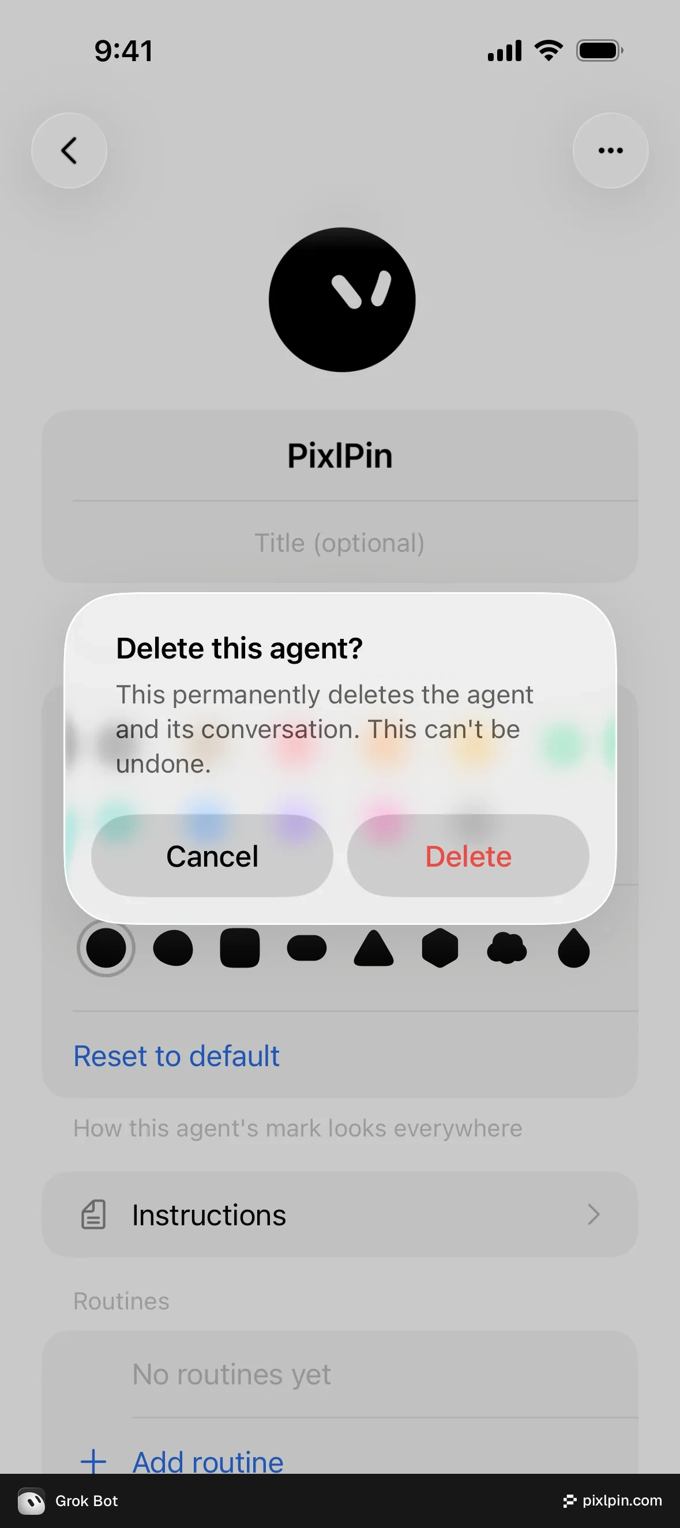 9:41
PixlPin
Title (optional)
Delete this agent?
This permanently deletes the agent
and its conversation. This can't be
undone.
Cancel
Delete
Reset to default
How this agent's mark looks everywhere
Instructions
Routines
No routines yet
Add routine
Grok Bot
pixlpin.com